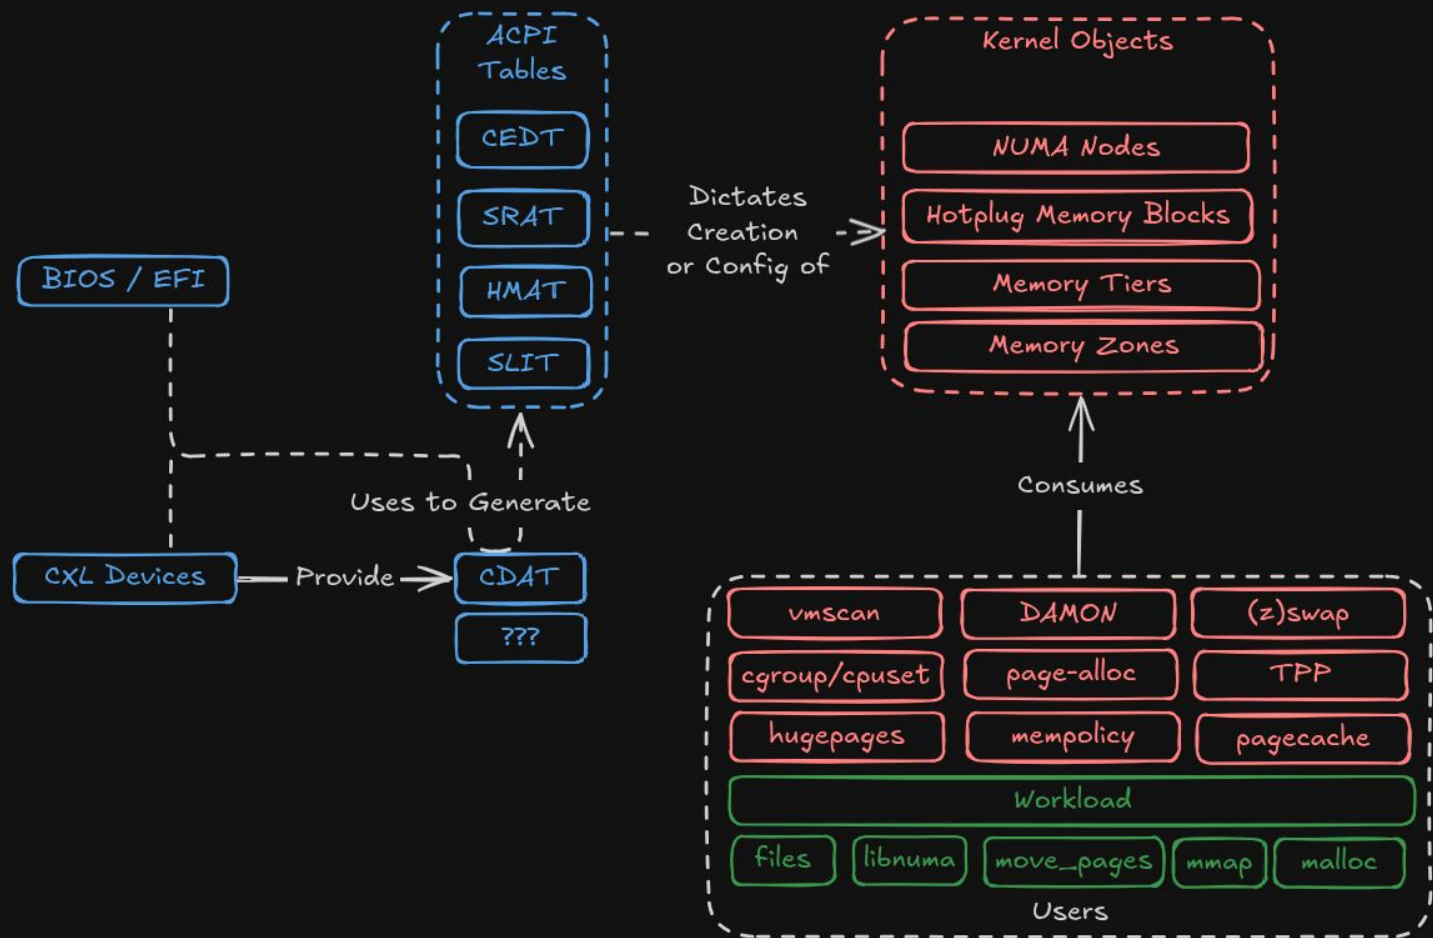 ACPI
Tables
CEDT
SRAT
HMAT
SLIT
Kernel Objects
NUMA Nodes
Hotplug Memory Blocks
Memory Tiers
Memory Zones
Dictates
Creation
or Config of
BIOS / EFI
Uses to Generate
CXL Devices
Provide
CDAT
???
Consumes
vmscan
DAMON
(z)swap
cgroup/cpuset
page-alloc
TPP
hugepages
mempolicy
pagecache
Workload
files
libnuma
move_pages
mmap
malloc
Users